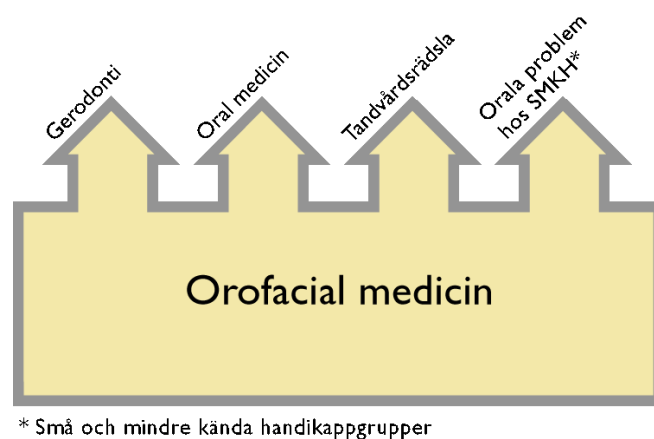 Gerodonti
Oral medicin
Tandvårdsrädsla
Orala problem
hos SMKH*
Orofacial medicin
* Små och mindre kända handikappgrupper